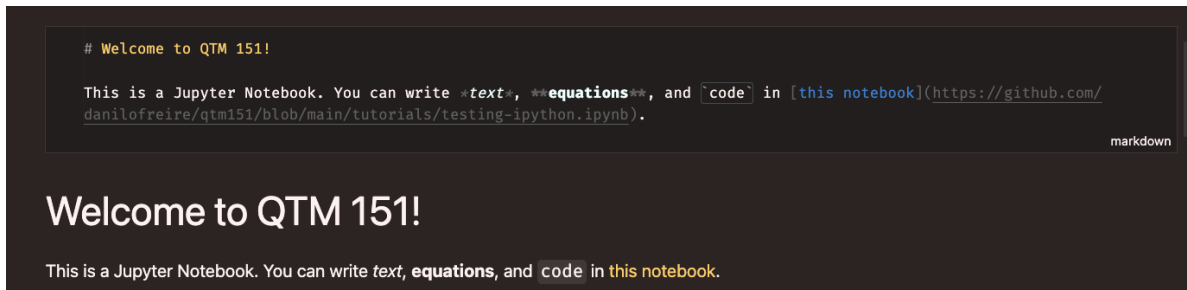 # Welcome to QTM 151!
This is a Jupyter Notebook. You can write *text*, **equations**, and `code` in [this notebook](https://github.com/
danilofreire/qtm151/blob/main/tutorials/testing-ipython.ipynb).
markdown
Welcome to QTM 151!
This is a Jupyter Notebook. You can write text, equations, and code in this notebook.